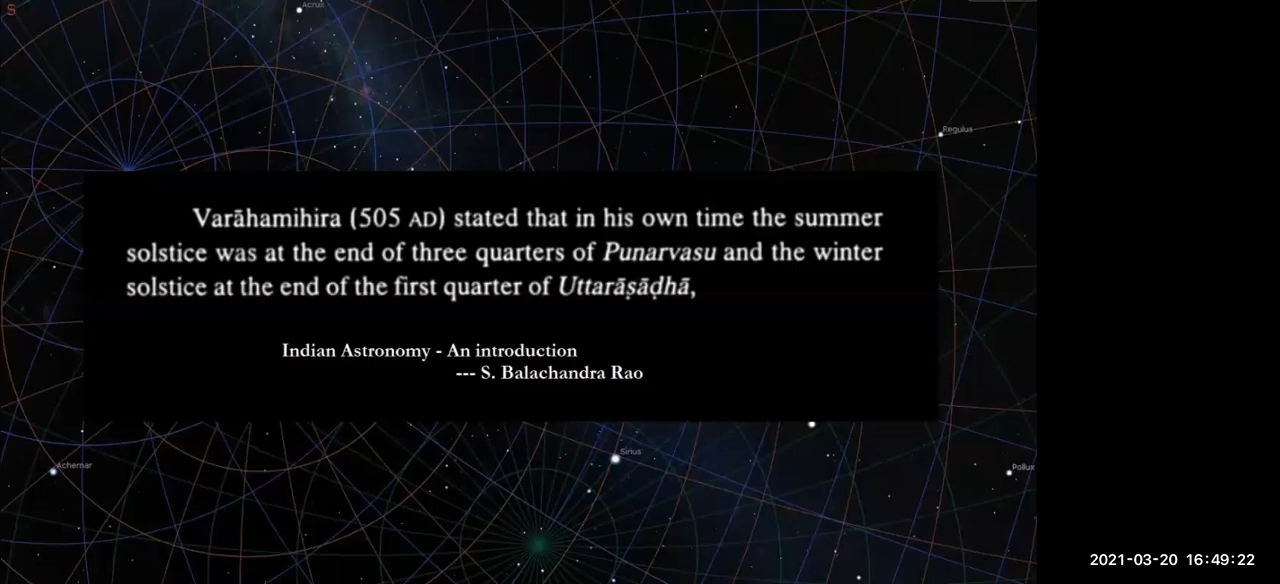 S
Acrux
Regulus
Varāhamihira (505 AD) stated that in his own time the summer
solstice was at the end of three quarters of Punarvasu and the winter
solstice at the end of the first quarter of Uttarāṣāḍhā,
Indian Astronomy - An introduction
--- S. Balachandra Rao
Sirius
Achernar
Pollux
2021-03-20 16:49:22